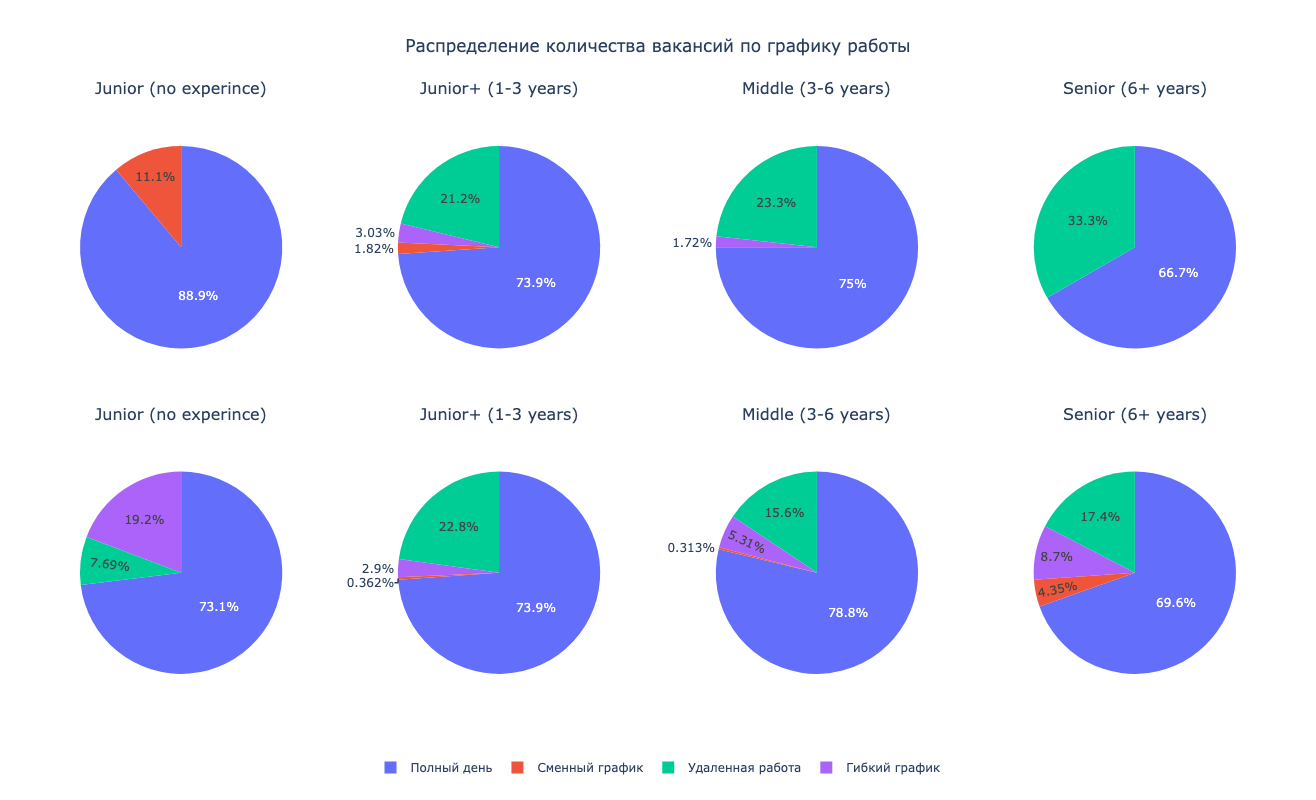 Распределение количества вакансий по графику работы
Junior (no experince)
Junior+ (1-3 years)
Middle (3-6 years)
Senior (6+ years)
11.1%
88.9%
21.2%
3.03%
1.82%
73.9%
23.3%
1.72%
75%
33.3%
66.7%
Junior (no experince)
Junior+ (1-3 years)
Middle (3-6 years)
Senior (6+ years)
19.2%
7.69%
73.1%
22.8%
2.9%
0.362%
73.9%
15.6%
5.31%
0.313%
78.8%
17.4%
8.7%
4.35%
69.6%
Полный день
Сменный график
Удаленная работа
Гибкий график